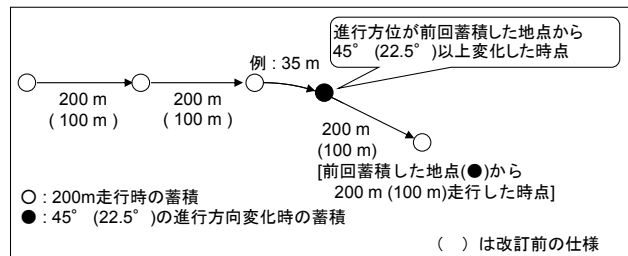 進行方位が前回蓄積した地点から
45° (22.5°)以上変化した時点
例 : 35 m
200 m
( 100 m )
200 m
( 100 m )
200 m
(100 m)
[前回蓄積した地点(●)から
200 m (100 m)走行した時点]
○ : 200m走行時の蓄積
● : 45° (22.5°)の進行方向変化時の蓄積
（　）は改訂前の仕様